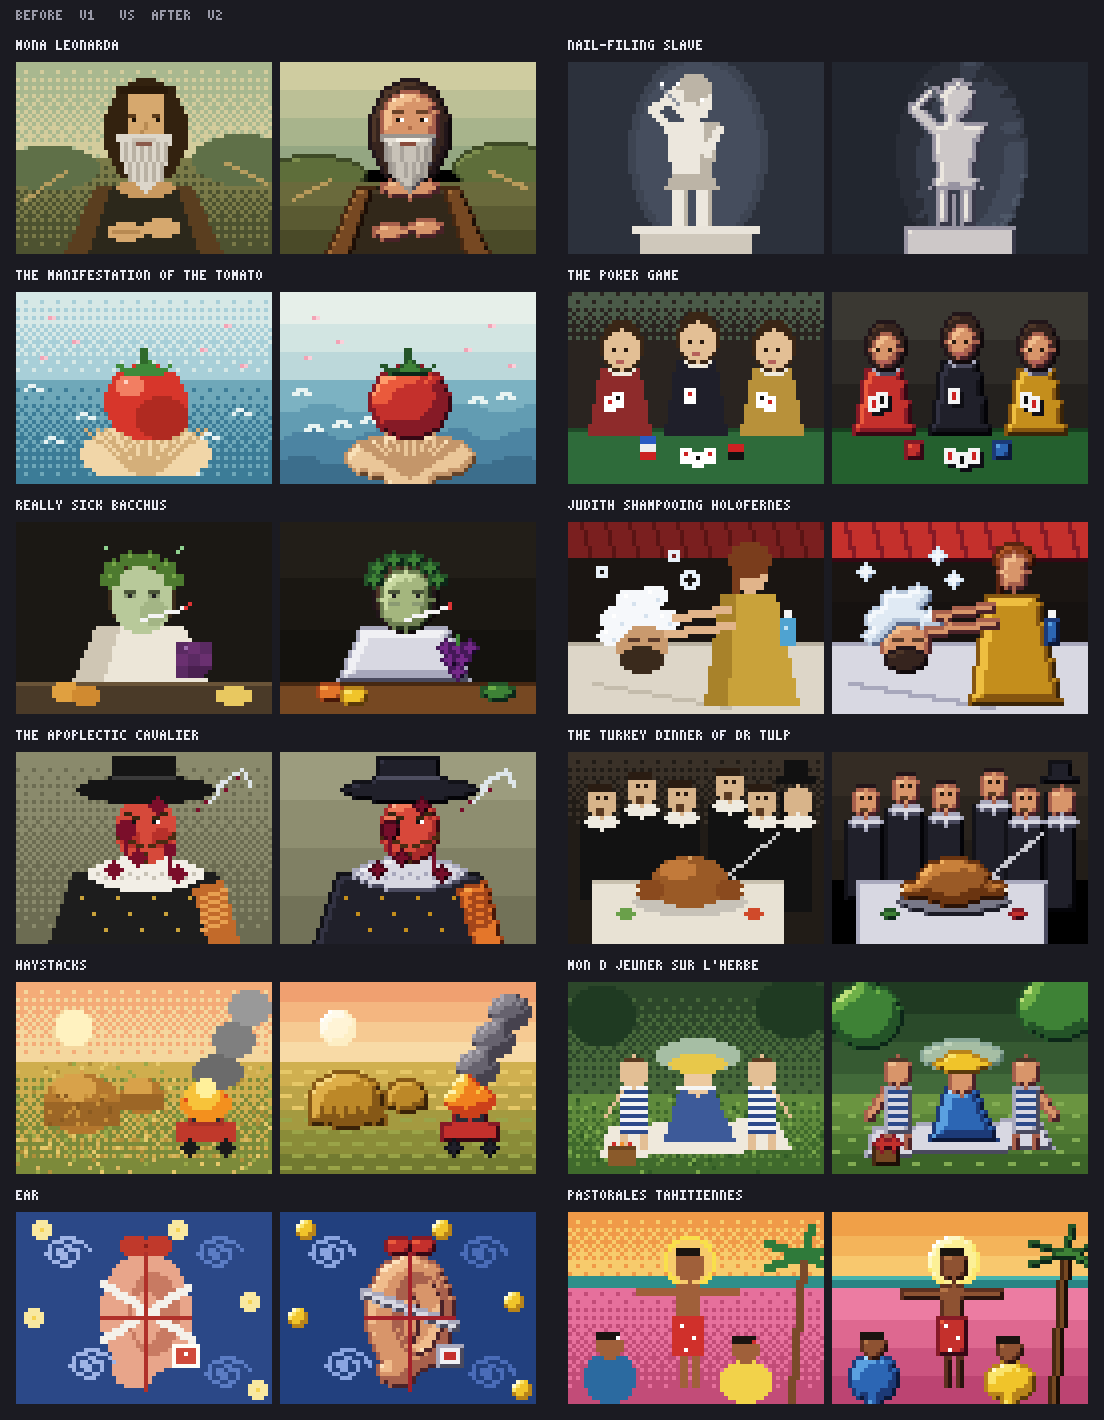 BEFORE V1 VS AFTER V2
MONA LEONARDA
NAIL-FILING SLAVE
THE MANIFESTATION OF THE TOMATO
THE POKER GAME
REALLY SICK BACCHUS
JUDITH SHAMPOOING HOLOFERNES
THE APOPLECTIC CAVALIER
THE TURKEY DINNER OF DR TULP
HAYSTACKS
MON D JEUNER SUR L'HERBE
EAR
PASTORALES TAHITIENNES